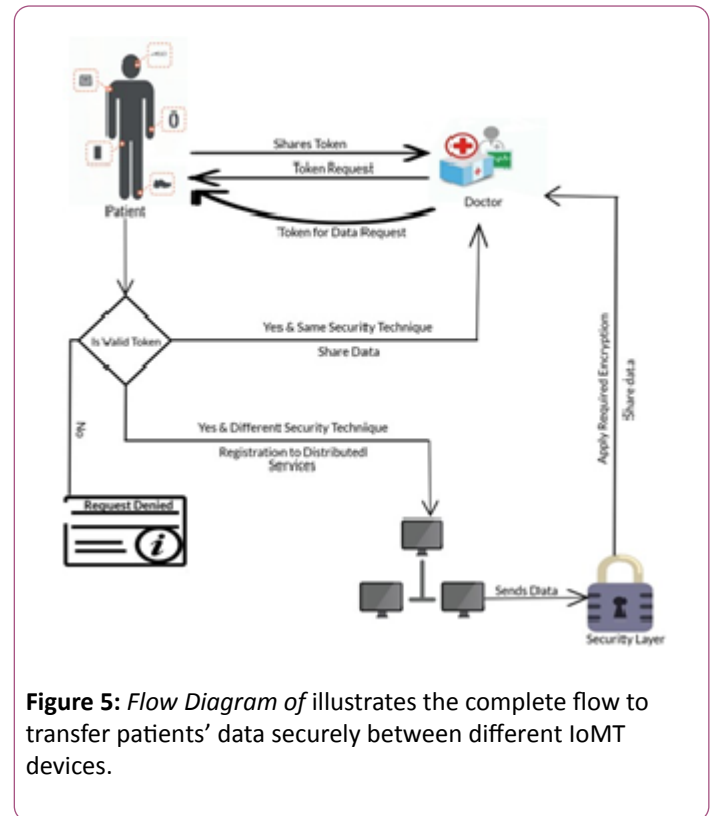 Shares Token
Token Request
Token for Data Request
Patient
Doctor
Is Valid Token
Yes & Same Security Technique
Share Data
No
Yes & Different Security Technique
Registration to Distributed
Services
Request Denied
i
Sends Data
Apply Required Encryption
Share data
Security Layer
Figure 5: Flow Diagram of illustrates the complete flow to
transfer patients’ data securely between different IoMT
devices.